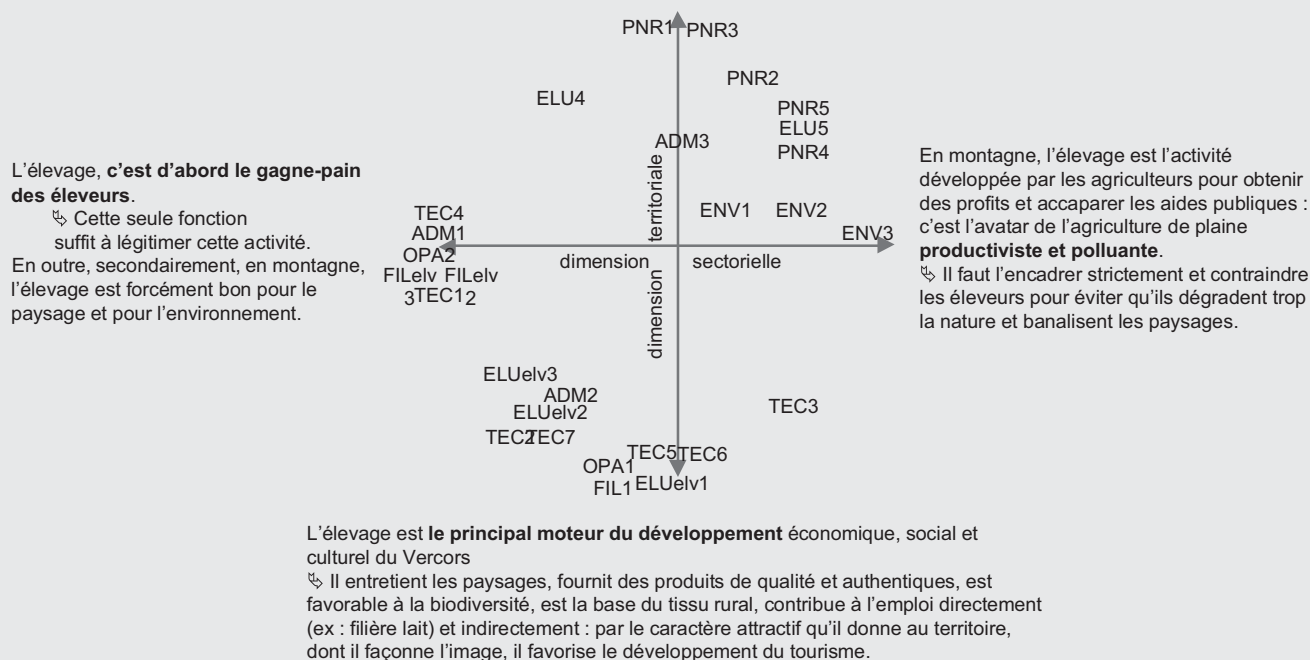 PNR1 PNR3
PNR2
ELU4
PNR5
ELU5
ADM3
PNR4
L’élevage, c’est d’abord le gagne-pain
des éleveurs.
↳ Cette seule fonction
suffit à légitimer cette activité.
En outre, secondairement, en montagne,
l’élevage est forcément bon pour le
paysage et pour l’environnement.
TEC4
ADM1
OPA2
FILelv FILelv
3TEC1 2
territoriale
dimension
dimension sectorielle
ENV1 ENV2
ENV3
En montagne, l’élevage est l’activité
développée par les agriculteurs pour obtenir
des profits et accaparer les aides publiques :
c’est l’avatar de l’agriculture de plaine
productiviste et polluante.
↳ Il faut l’encadrer strictement et contraindre
les éleveurs pour éviter qu’ils dégradent trop
la nature et banalisent les paysages.
ELUelv3
ADM2
ELUelv2
TEC3
TEC2 TEC7
TEC5 TEC6
OPA1
FIL1 ELUelv1
L’élevage est le principal moteur du développement économique, social et
culturel du Vercors
↳ Il entretient les paysages, fournit des produits de qualité et authentiques, est
favorable à la biodiversité, est la base du tissu rural, contribue à l’emploi directement
(ex : filière lait) et indirectement : par le caractère attractif qu’il donne au territoire,
dont il façonne l’image, il favorise le développement du tourisme.